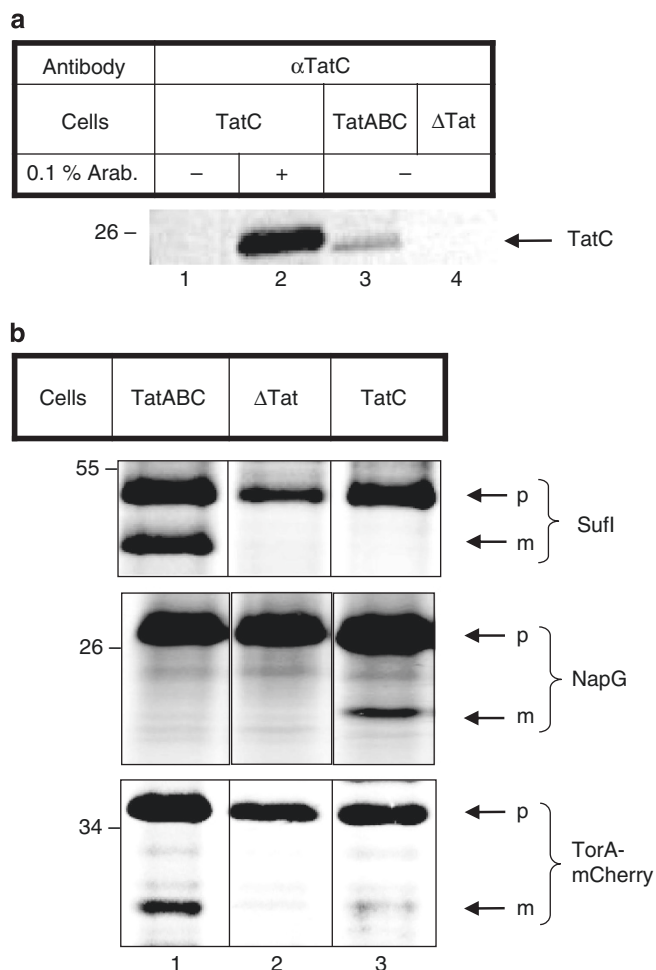 a
Antibody αTatC
Cells TatC TatABC ΔTat
0.1 % Arab. – + –
26 – TatC
1 2 3 4
b
Cells TatABC ΔTat TatC
55 –
p
SufI
m
p
26 –
NapG
m
p
34 –
TorA-
mCherry
m
1 2 3